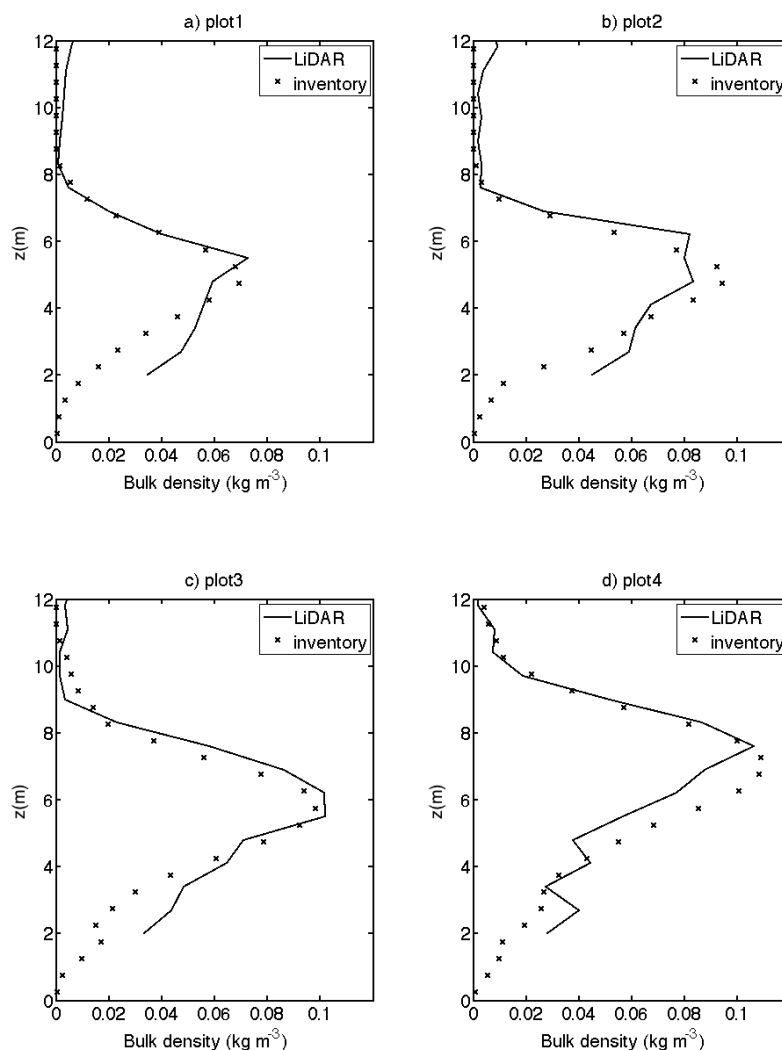 a) plot1
12
10
8
6
4
2
0
z(m)
0 0.02 0.04 0.06 0.08 0.1
Bulk density (kg m⁻³)
LiDAR
inventory
b) plot2
12
10
8
6
4
2
0
z(m)
0 0.02 0.04 0.06 0.08 0.1
Bulk density (kg m⁻³)
LiDAR
inventory
c) plot3
12
10
8
6
4
2
0
z(m)
0 0.02 0.04 0.06 0.08 0.1
Bulk density (kg m⁻³)
LiDAR
inventory
d) plot4
12
10
8
6
4
2
0
z(m)
0 0.02 0.04 0.06 0.08 0.1
Bulk density (kg m⁻³)
LiDAR
inventory